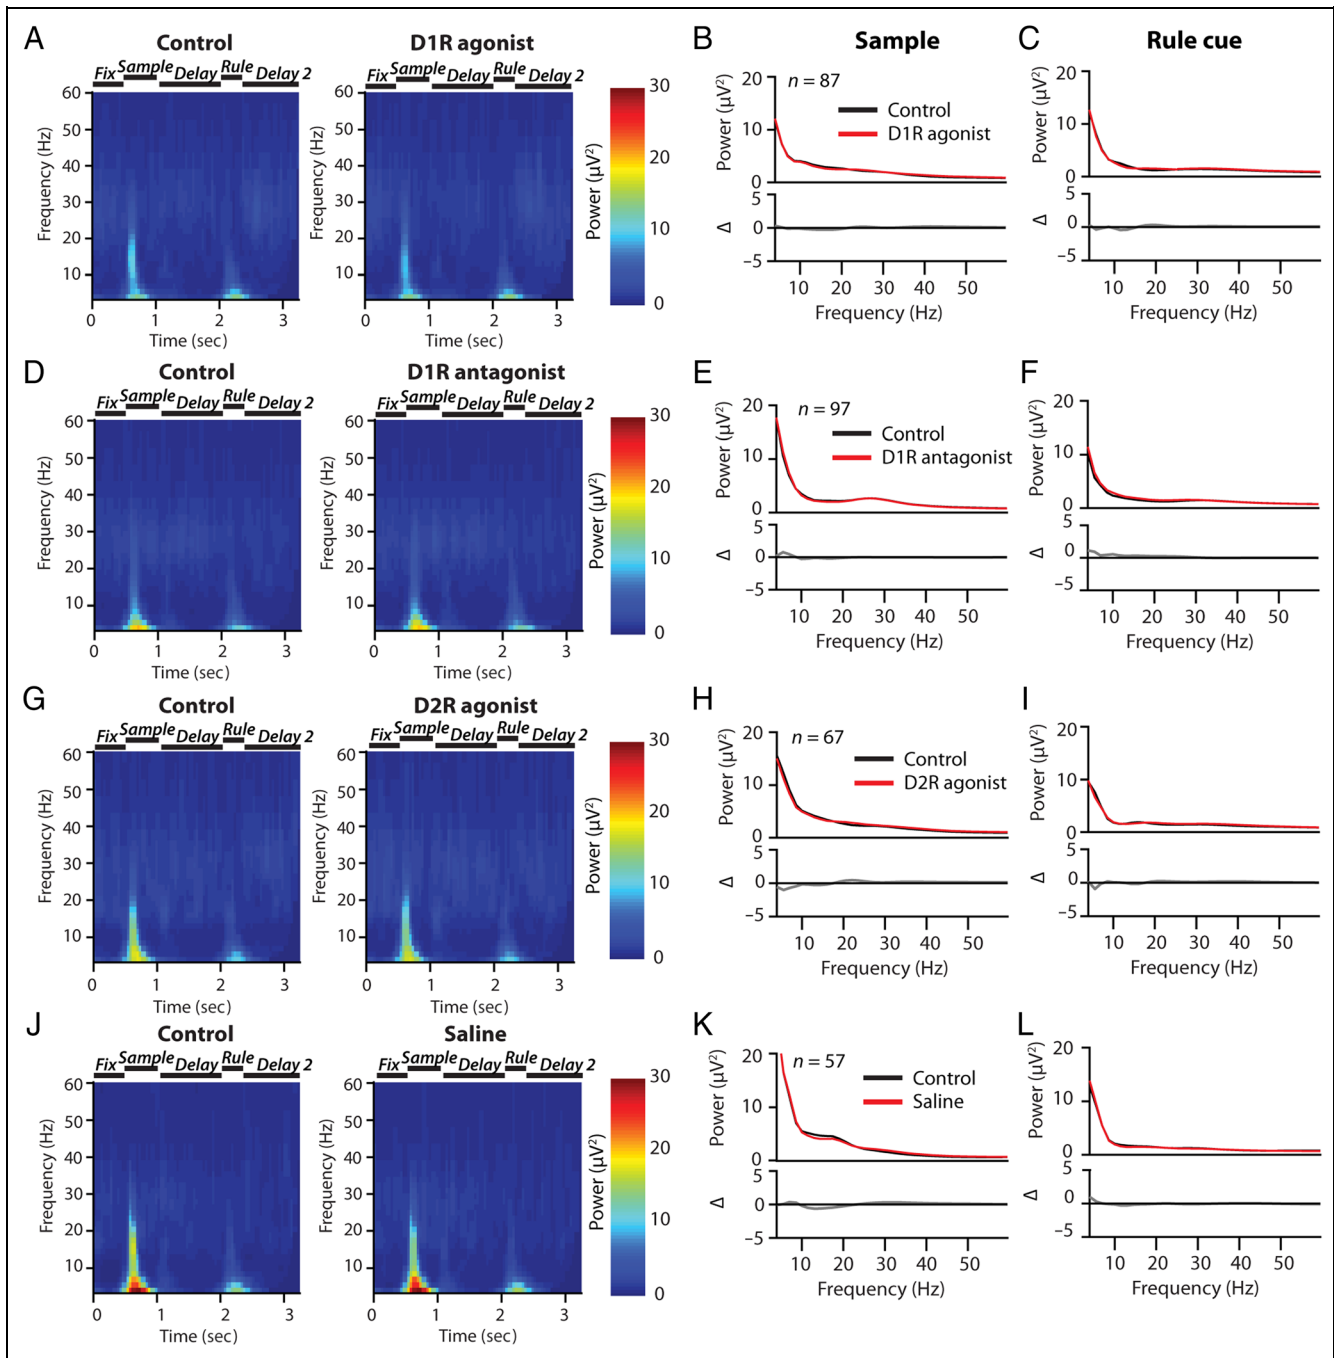 A
Control
D1R agonist
Fix Sample Delay Rule Delay 2
Fix Sample Delay Rule Delay 2
60
50
40
30
20
10
Frequency (Hz)
0 1 2 3
Time (sec)
60
50
40
30
20
10
Frequency (Hz)
0 1 2 3
Time (sec)
30
20
10
0
Power (μV²)
B
Sample
20
10
0
Power (μV²)
n = 87
Control
D1R agonist
5
0
−5
Δ
10 20 30 40 50
Frequency (Hz)
C
Rule cue
20
10
0
Power (μV²)
5
0
−5
Δ
10 20 30 40 50
Frequency (Hz)
D
Control
D1R antagonist
Fix Sample Delay Rule Delay 2
Fix Sample Delay Rule Delay 2
60
50
40
30
20
10
Frequency (Hz)
0 1 2 3
Time (sec)
60
50
40
30
20
10
Frequency (Hz)
0 1 2 3
Time (sec)
30
20
10
0
Power (μV²)
E
20
10
0
Power (μV²)
n = 97
Control
D1R antagonist
5
0
−5
Δ
10 20 30 40 50
Frequency (Hz)
F
20
10
0
Power (μV²)
5
0
−5
Δ
10 20 30 40 50
Frequency (Hz)
G
Control
D2R agonist
Fix Sample Delay Rule Delay 2
Fix Sample Delay Rule Delay 2
60
50
40
30
20
10
Frequency (Hz)
0 1 2 3
Time (sec)
60
50
40
30
20
10
Frequency (Hz)
0 1 2 3
Time (sec)
30
20
10
0
Power (μV²)
H
20
10
0
Power (μV²)
n = 67
Control
D2R agonist
5
0
−5
Δ
10 20 30 40 50
Frequency (Hz)
I
20
10
0
Power (μV²)
5
0
−5
Δ
10 20 30 40 50
Frequency (Hz)
J
Control
Saline
Fix Sample Delay Rule Delay 2
Fix Sample Delay Rule Delay 2
60
50
40
30
20
10
Frequency (Hz)
0 1 2 3
Time (sec)
60
50
40
30
20
10
Frequency (Hz)
0 1 2 3
Time (sec)
30
20
10
0
Power (μV²)
K
20
10
0
Power (μV²)
n = 57
Control
Saline
5
0
−5
Δ
10 20 30 40 50
Frequency (Hz)
L
20
10
0
Power (μV²)
5
0
−5
Δ
10 20 30 40 50
Frequency (Hz)